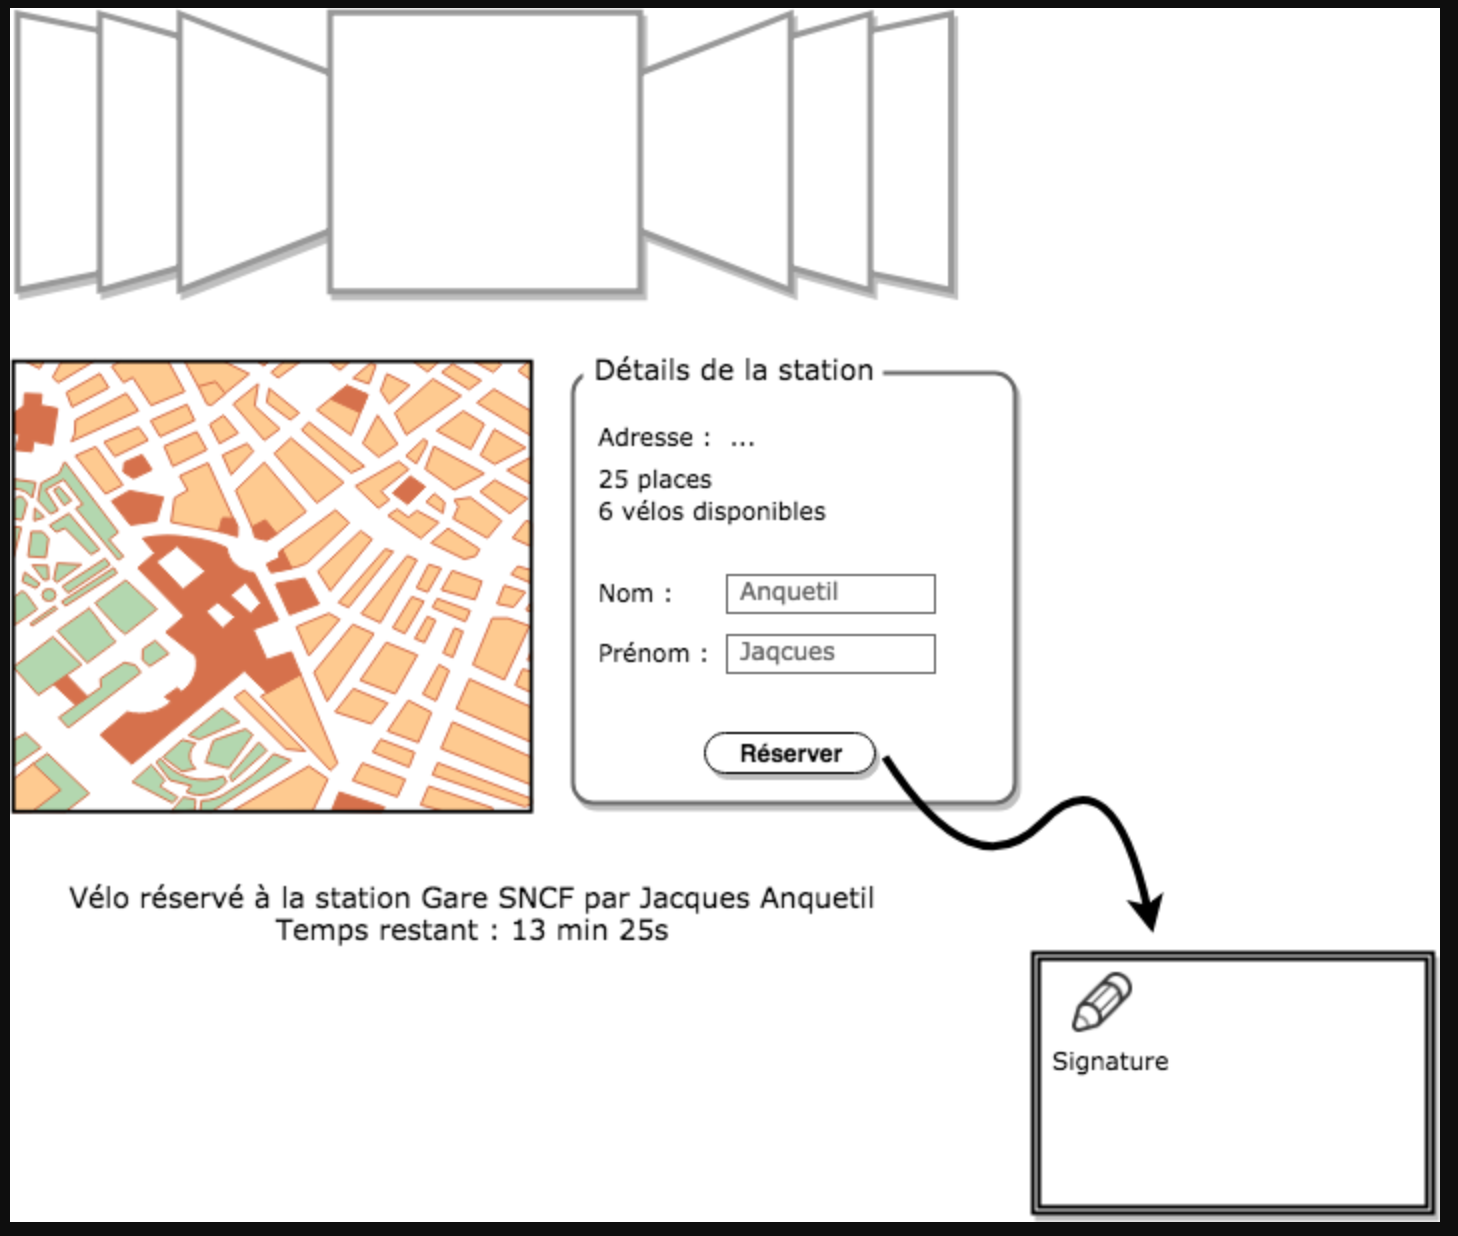 Détails de la station
Adresse : ...
25 places
6 vélos disponibles
Nom : Anquetil
Prénom : Jaqcues
Réserver
Vélo réservé à la station Gare SNCF par Jacques Anquetil
Temps restant : 13 min 25s
Signature